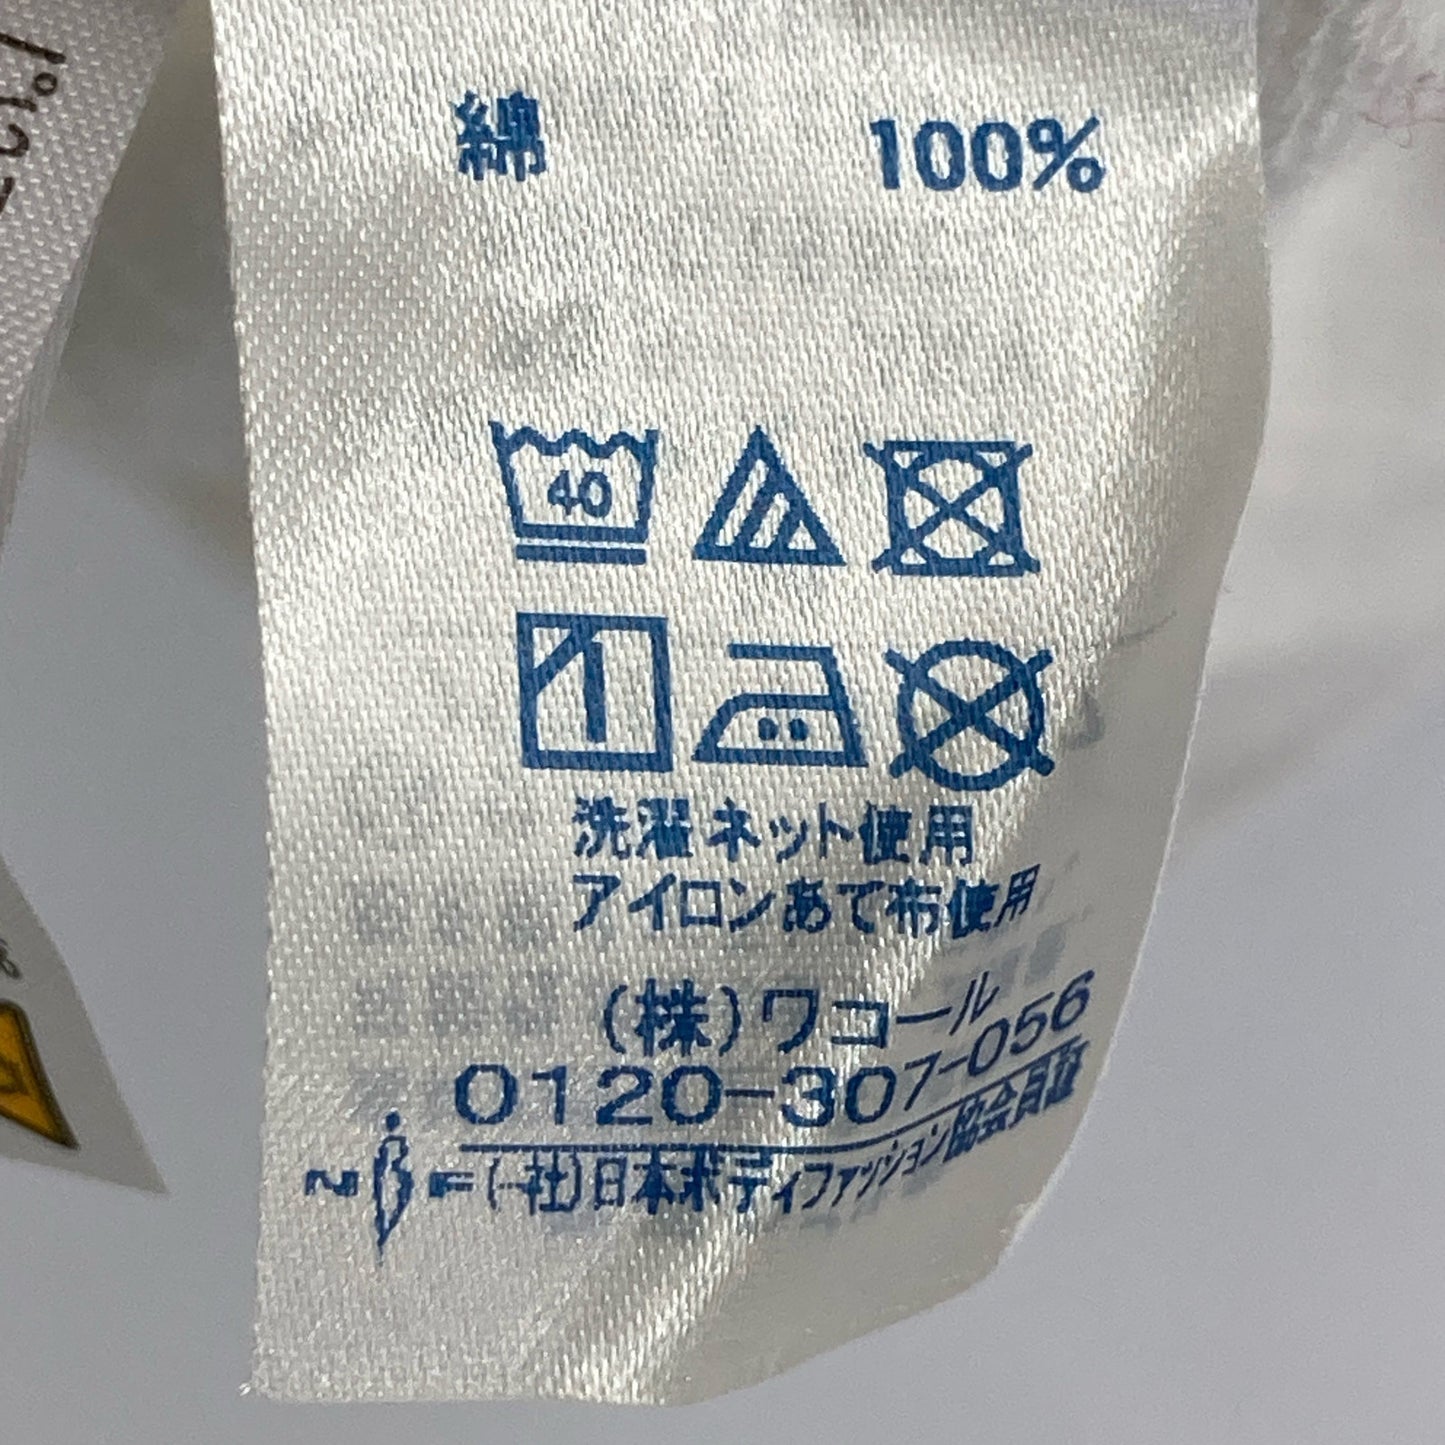 綿 100%
40
洗濯ネット使用
アイロンあて布使用
(株)ワコール
0120-307-056
(一社)日本ボディファッション協会会員証